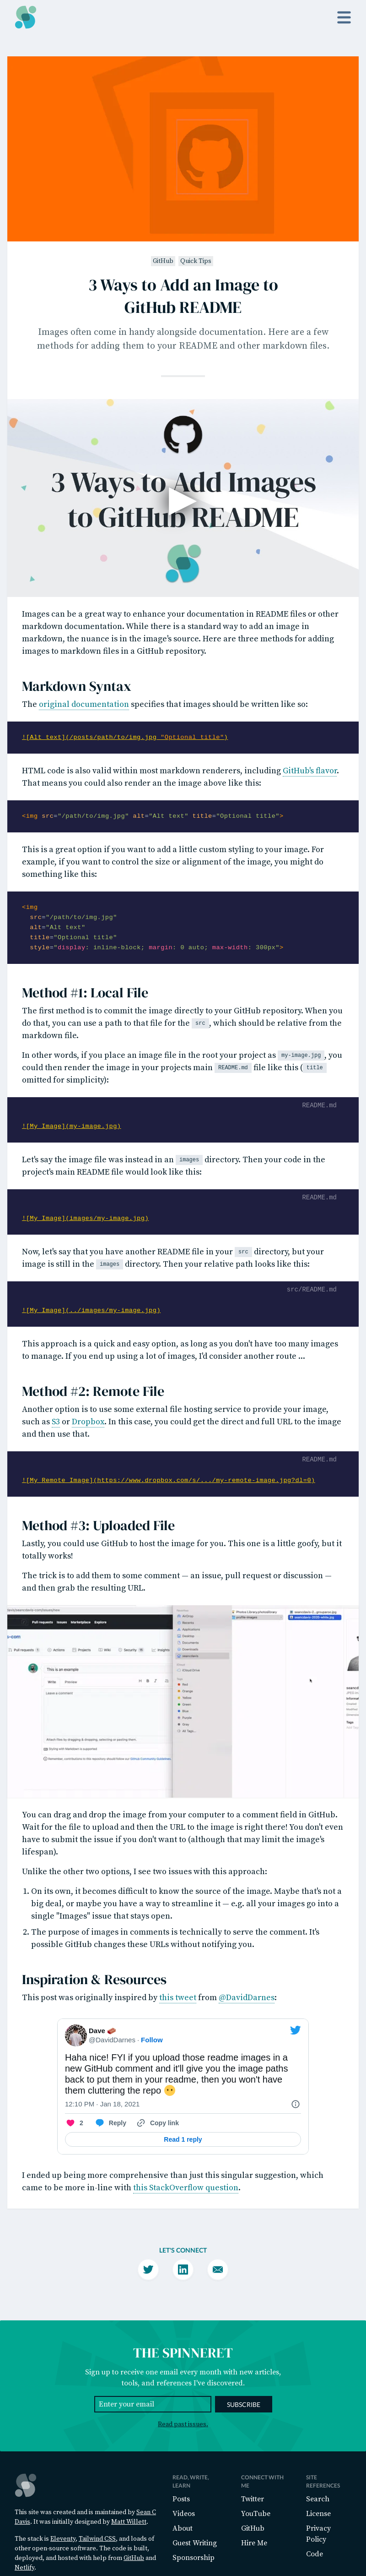 GitHub Quick Tips
3 Ways to Add an Image to
GitHub README
Images often come in handy alongside documentation. Here are a few
methods for adding them to your README and other markdown files.
3 Ways to Add Images
to GitHub README
Images can be a great way to enhance your documentation in README files or other
markdown documentation. While there is a standard way to add an image in
markdown, the nuance is in the image's source. Here are three methods for adding
images to markdown files in a GitHub repository.
Markdown Syntax
The original documentation specifies that images should be written like so:
![Alt text](/posts/path/to/img.jpg "Optional title")
HTML code is also valid within most markdown renderers, including GitHub's flavor.
That means you could also render an the image above like this:
<img src="/path/to/img.jpg" alt="Alt text" title="Optional title">
This is a great option if you want to add a little custom styling to your image. For
example, if you want to control the size or alignment of the image, you might do
something like this:
<img
src="/path/to/img.jpg"
alt="Alt text"
title="Optional title"
style="display: inline-block; margin: 0 auto; max-width: 300px">
Method #1: Local File
The first method is to commit the image directly to your GitHub repository. When you
do that, you can use a path to that file for the src, which should be relative from the
markdown file.
In other words, if you place an image file in the root your project as my-image.jpg, you
could then render the image in your projects main README.md file like this (title
omitted for simplicity):
README.md
![My Image](my-image.jpg)
Let's say the image file was instead in an images directory. Then your code in the
project's main README file would look like this:
README.md
![My Image](images/my-image.jpg)
Now, let's say that you have another README file in your src directory, but your
image is still in the images directory. Then your relative path looks like this:
src/README.md
![My Image](../images/my-image.jpg)
This approach is a quick and easy option, as long as you don't have too many images
to manage. If you end up using a lot of images, I'd consider another route ...
Method #2: Remote File
Another option is to use some external file hosting service to provide your image,
such as S3 or Dropbox. In this case, you could get the direct and full URL to the image
and then use that.
README.md
![My Remote Image](https://www.dropbox.com/s/.../my-remote-image.jpg?dl=0)
Method #3: Uploaded File
Lastly, you could use GitHub to host the image for you. This one is a little goofy, but it
totally works!
The trick is to add them to some comment — an issue, pull request or discussion —
and then grab the resulting URL.
You can drag and drop the image from your computer to a comment field in GitHub.
Wait for the file to upload and then the URL to the image is right there! You don't even
have to submit the issue if you don't want to (although that may limit the image's
lifespan).
Unlike the other two options, I see two issues with this approach:
1. On its own, it becomes difficult to know the source of the image. Maybe that's not a
big deal, or maybe you have a way to streamline it — e.g. all your images go into a
single "Images" issue that stays open.
2. The purpose of images in comments is technically to serve the comment. It's
possible GitHub changes these URLs without notifying you.
Inspiration & Resources
This post was originally inspired by this tweet from @DavidDarnes:
Dave
@DavidDarnes · Follow
Haha nice! FYI if you upload those readme images in a
new GitHub comment and it'll give you the image paths
back to put them in your readme, then you won't have
them cluttering the repo
12:10 PM · Jan 18, 2021
2 Reply Copy link
Read 1 reply
I ended up being more comprehensive than just this singular suggestion, which
came to be more in-line with this StackOverflow question.
LET'S CONNECT
THE SPINNERET
Sign up to receive one email every month with new articles,
tools, and references I've discovered.
Enter your email SUBSCRIBE
Read past issues.
This site was created and is maintained by Sean C
Davis. It was initially designed by Matt Willett.
The stack is Eleventy, Tailwind CSS, and loads of
other open-source software. The code is built,
deployed, and hosted with help from GitHub and
Netlify.
READ, WRITE,
LEARN
Posts
Videos
About
Guest Writing
Sponsorship
CONNECT WITH
ME
Twitter
YouTube
GitHub
Hire Me
SITE
REFERENCES
Search
License
Privacy
Policy
Code